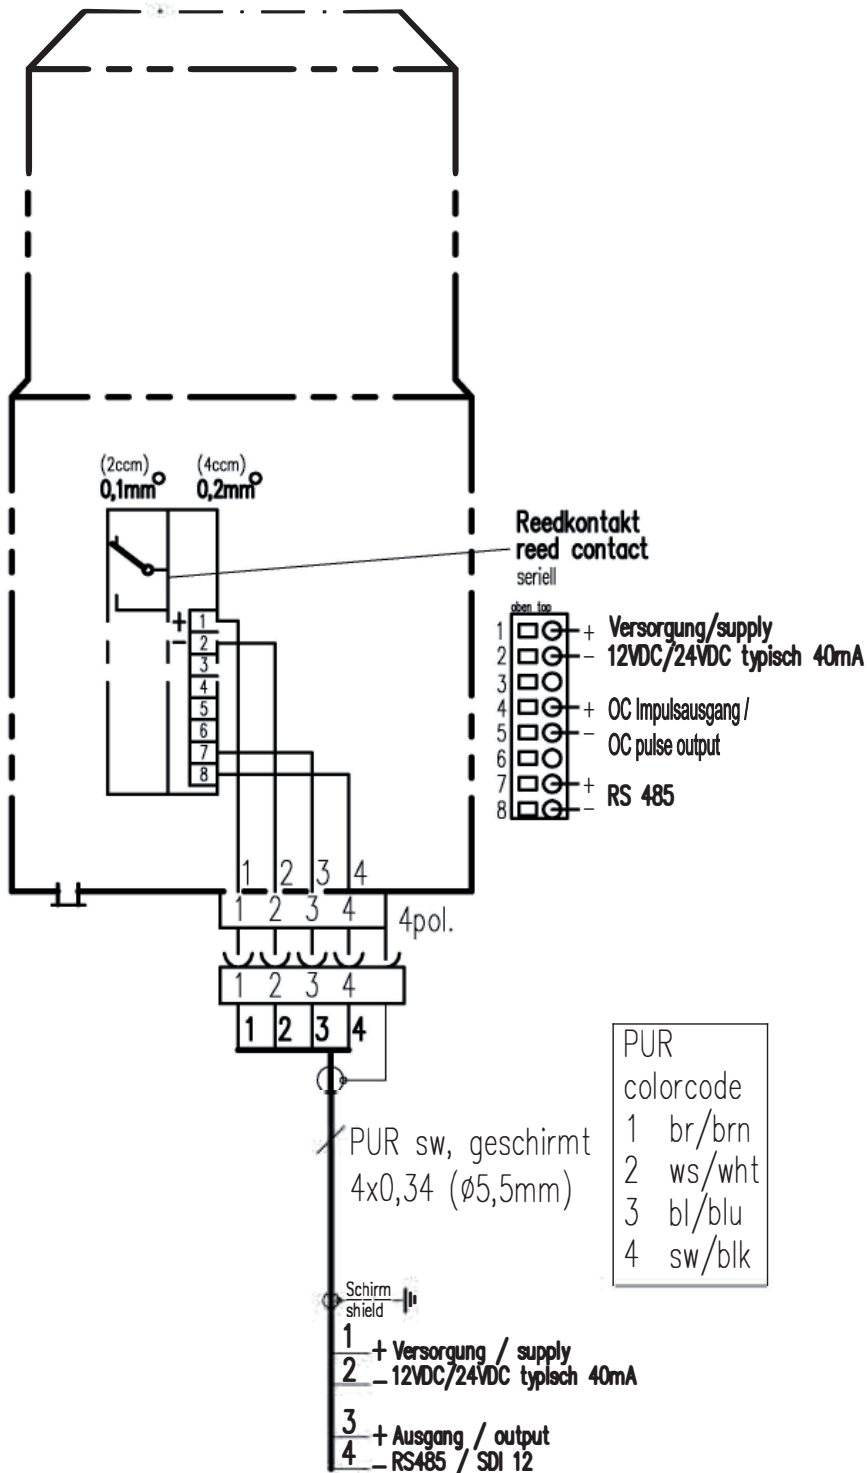 (2ccm) (4ccm)
0,1mm° 0,2mm°
Reedkontakt
reed contact
seriell
oben top
1 + Versorgung/supply
2 - 12VDC/24VDC typisch 40mA
3
4 + OC Impulsausgang /
5 - OC pulse output
6
7 + RS 485
8 -
+ 1
- 2
3
4
5
6
7
8
1 2 3 4
1 2 3 4
4pol.
1 2 3 4
1 2 3 4
PUR
colorcode
1 br/brn
2 ws/wht
3 bl/blu
4 sw/blk
PUR sw, geschirmt
4x0,34 (ø5,5mm)
Schirm
shield
1 + Versorgung / supply
2 - 12VDC/24VDC typisch 40mA
3 + Ausgang / output
4 - RS485 / SDI 12